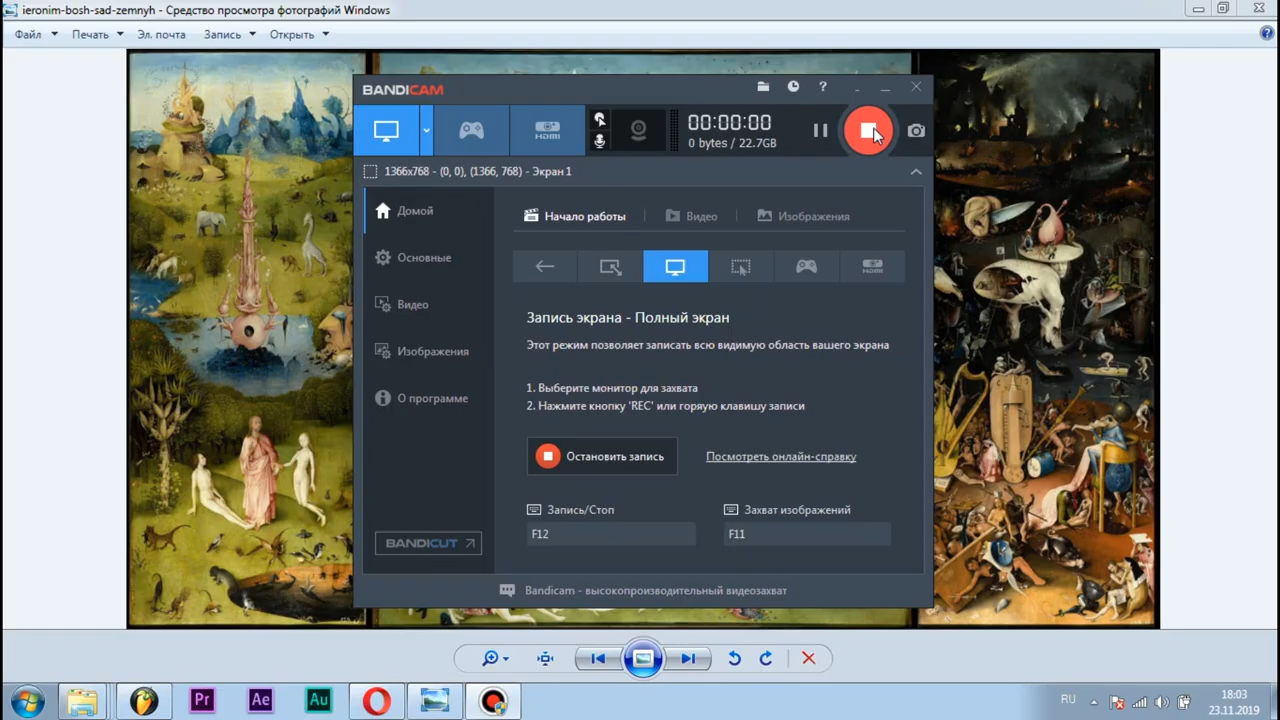 ieronim-bosh-sad-zemnyh - Средство просмотра фотографий Windows
Файл Печать Эл. почта Запись Открыть
BANDICAM
HDMI
00:00:00
0 bytes / 22.7GB
1366x768 - (0, 0), (1366, 768) - Экран 1
Домой
Основные
Видео
Изображения
О программе
BANDICUT
Начало работы Видео Изображения
HDMI
Запись экрана - Полный экран
Этот режим позволяет записать всю видимую область вашего экрана
1. Выберите монитор для захвата
2. Нажмите кнопку 'REC' или горяую клавишу записи
Остановить запись Посмотреть онлайн-справку
Запись/Стоп Захват изображений
F12 F11
Bandicam - высокопроизводительный видеозахват
Pr Ae Au
RU
18:03
23.11.2019